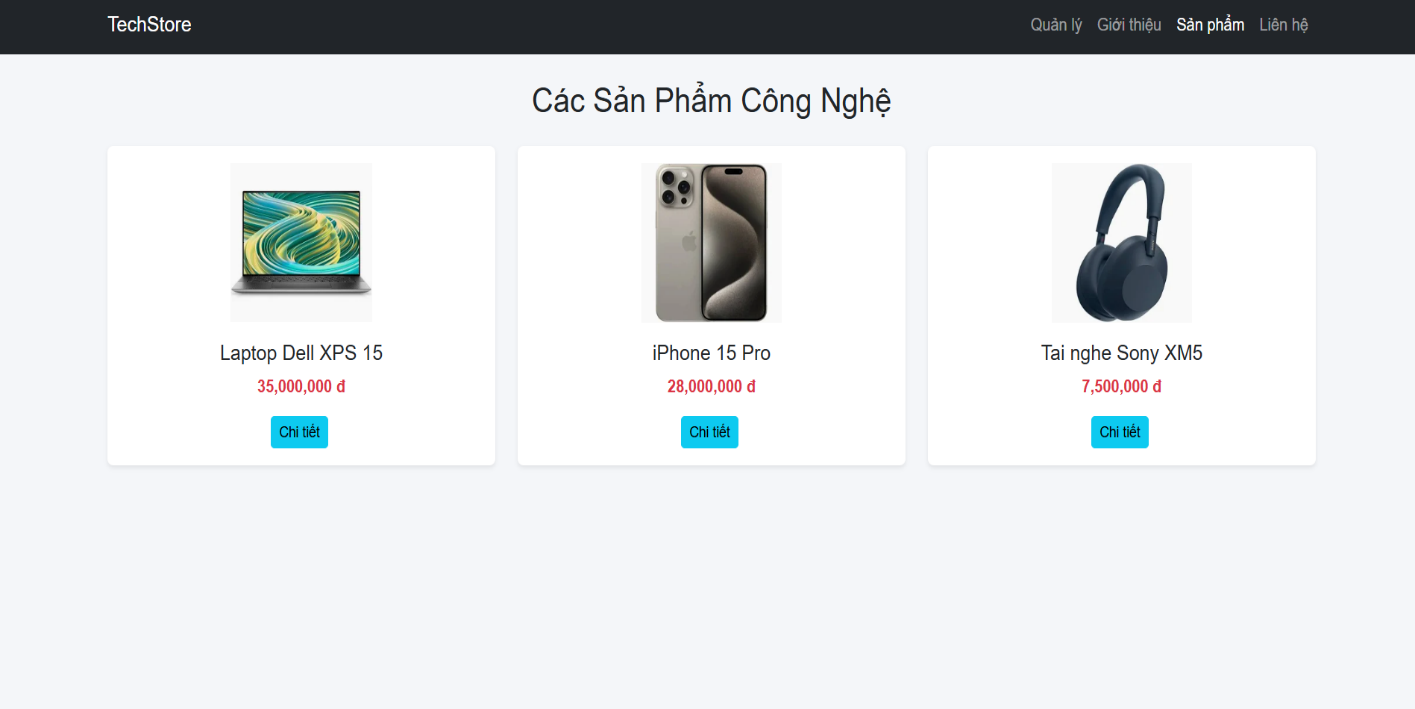 TechStore
Quản lý Giới thiệu Sản phẩm Liên hệ
Các Sản Phẩm Công Nghệ
Laptop Dell XPS 15
35,000,000 đ
Chi tiết
iPhone 15 Pro
28,000,000 đ
Chi tiết
Tai nghe Sony XM5
7,500,000 đ
Chi tiết